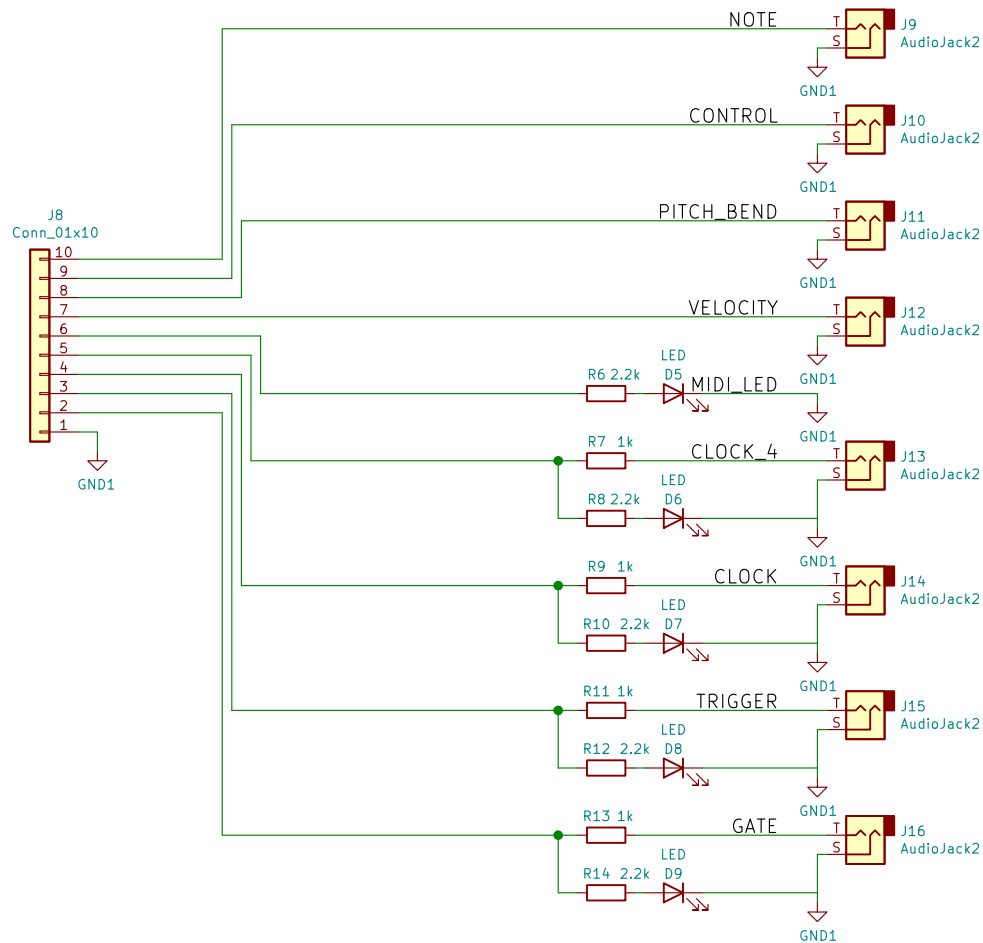 NOTE
T
S
J9
AudioJack2
GND1
CONTROL
T
S
J10
AudioJack2
GND1
PITCH_BEND
T
S
J11
AudioJack2
GND1
J8
Conn_01x10
10
9
8
7
6
5
4
3
2
1
GND1
VELOCITY
T
S
J12
AudioJack2
GND1
LED
R6 2.2k
D5
MIDI_LED
GND1
R7 1k
CLOCK_4
T
S
J13
AudioJack2
LED
R8 2.2k
D6
GND1
R9 1k
CLOCK
T
S
J14
AudioJack2
LED
R10 2.2k
D7
GND1
R11 1k
TRIGGER
T
S
J15
AudioJack2
LED
R12 2.2k
D8
GND1
R13 1k
GATE
T
S
J16
AudioJack2
LED
R14 2.2k
D9
GND1